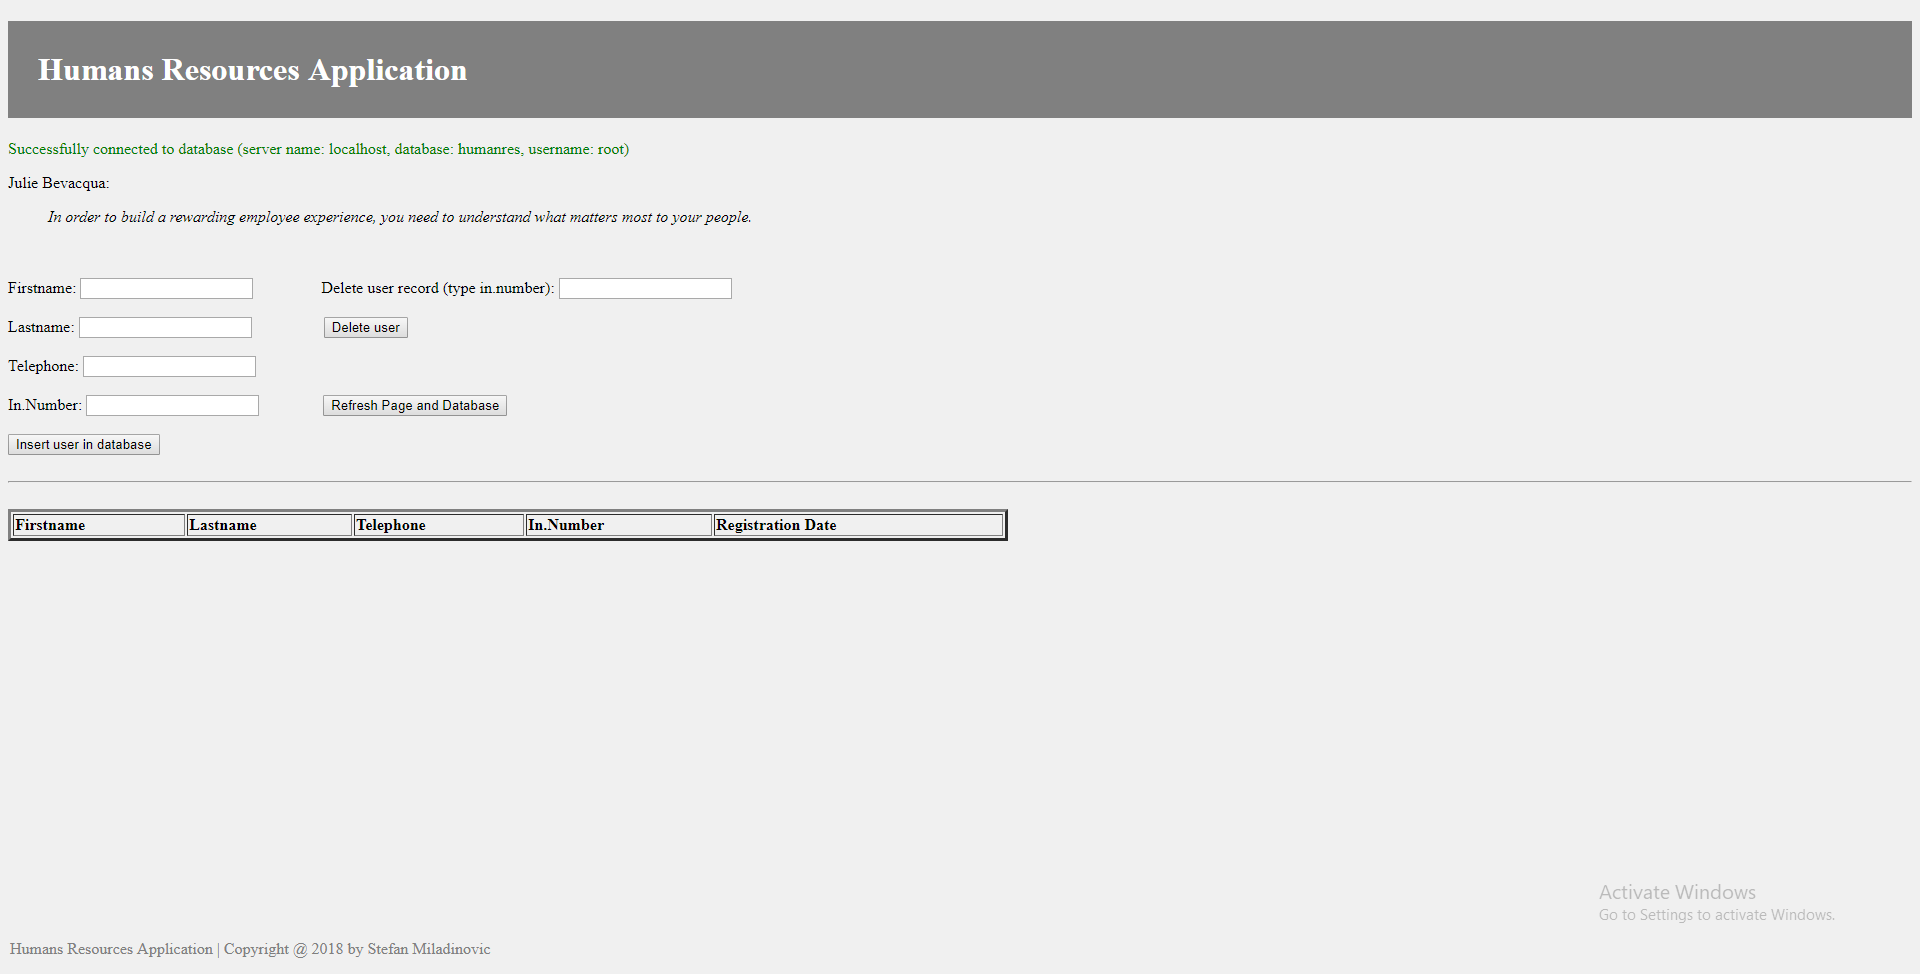 Humans Resources Application
Successfully connected to database (server name: localhost, database: humanres, username: root)
Julie Bevacqua:
In order to build a rewarding employee experience, you need to understand what matters most to your people.
Firstname:
Delete user record (type in.number):
Lastname:
Delete user
Telephone:
In.Number:
Refresh Page and Database
Insert user in database
Firstname Lastname Telephone In.Number Registration Date
Activate Windows
Go to Settings to activate Windows.
Humans Resources Application | Copyright @ 2018 by Stefan Miladinovic